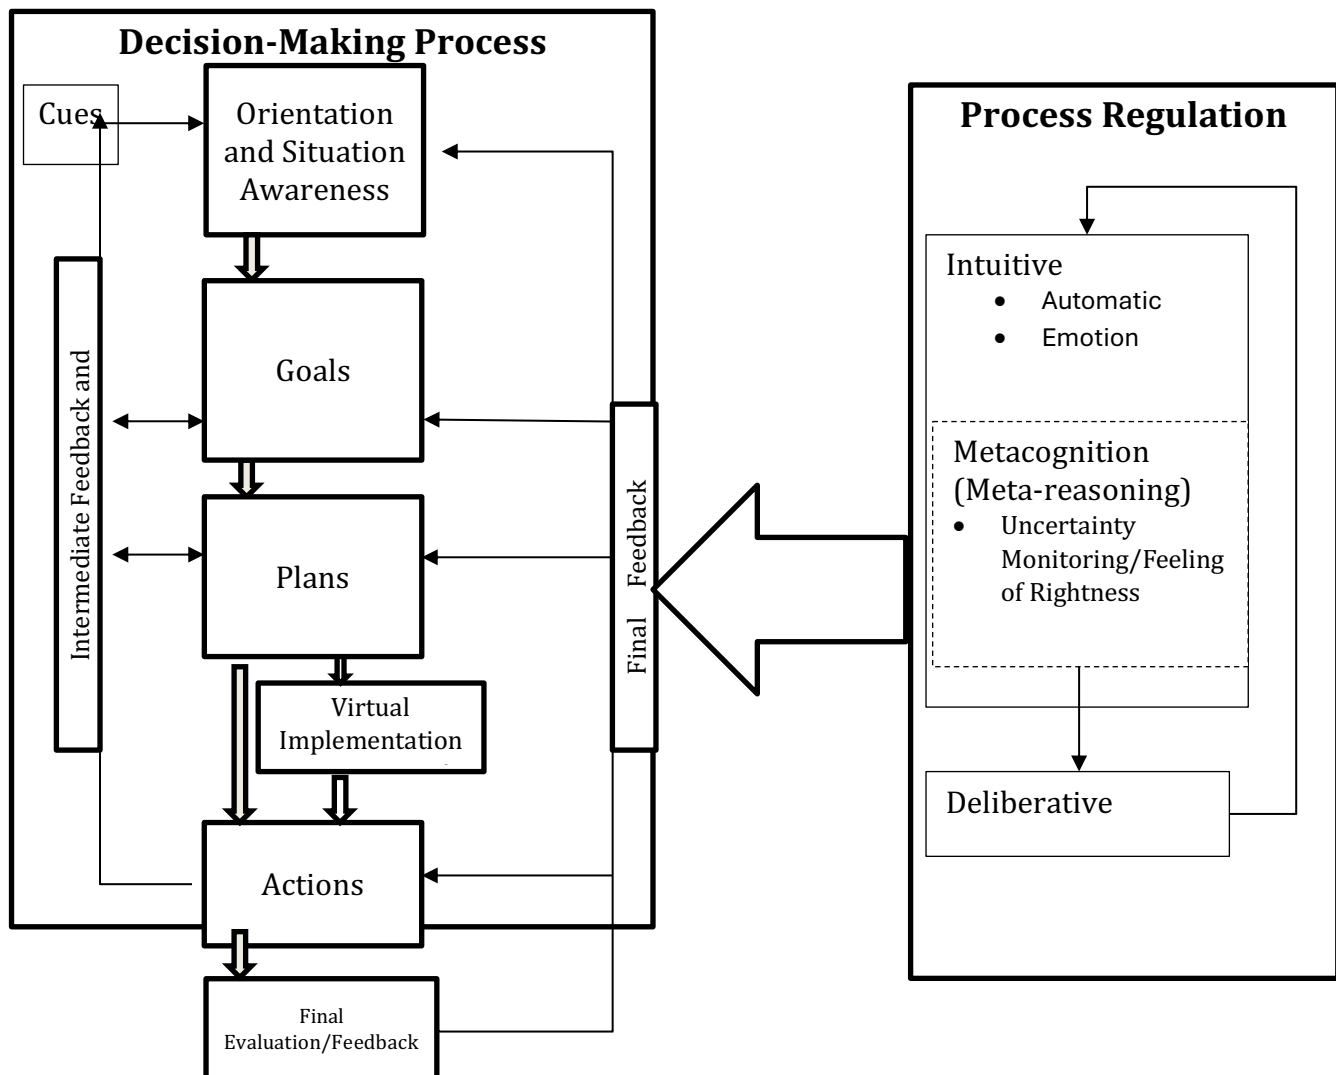 Decision-Making Process
Cues
Orientation
and Situation
Awareness
Goals
Plans
Virtual
Implementation
Actions
Final
Evaluation/Feedback
Intermediate Feedback and
Final Feedback
Process Regulation
Intuitive
• Automatic
• Emotion
Metacognition
(Meta-reasoning)
• Uncertainty
Monitoring/Feeling
of Rightness
Deliberative